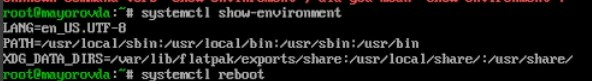 root@mayorovda:~# systemctl show-environment
LANG=en_US.UTF-8
PATH=/usr/local/sbin:/usr/local/bin:/usr/sbin:/usr/bin
XDG_DATA_DIRS=/var/lib/flatpak/exports/share:/usr/local/share/:/usr/share/
root@mayorovda:~# systemctl reboot